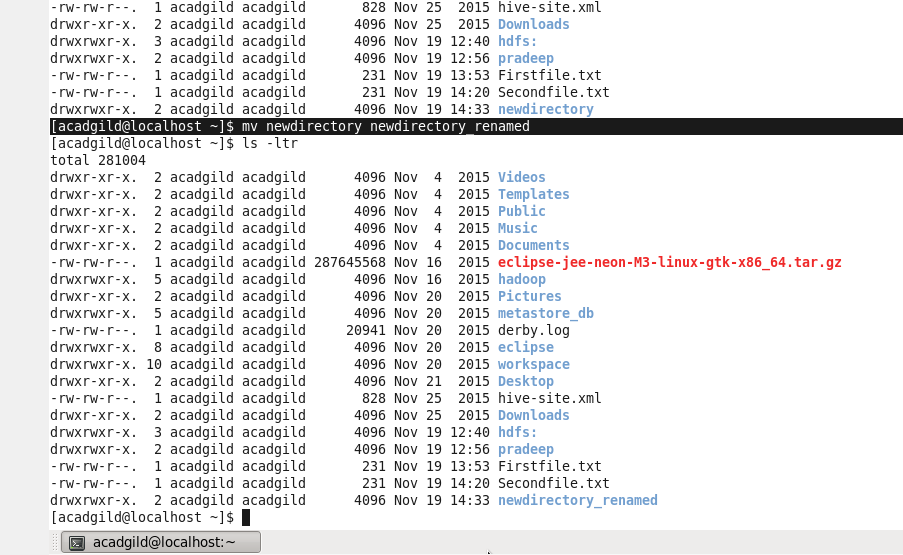 -rw-rw-r--.  1 acadgild acadgild       828 Nov 25  2015 hive-site.xml
drwxr-xr-x.  2 acadgild acadgild      4096 Nov 25  2015 Downloads
drwxrwxr-x.  3 acadgild acadgild      4096 Nov 19 12:40 hdfs:
drwxrwxr-x.  2 acadgild acadgild      4096 Nov 19 12:56 pradeep
-rw-rw-r--.  1 acadgild acadgild       231 Nov 19 13:53 Firstfile.txt
-rw-rw-r--.  1 acadgild acadgild       231 Nov 19 14:20 Secondfile.txt
drwxrwxr-x.  2 acadgild acadgild      4096 Nov 19 14:33 newdirectory
[acadgild@localhost ~]$ mv newdirectory newdirectory_renamed
[acadgild@localhost ~]$ ls -ltr
total 281004
drwxr-xr-x.  2 acadgild acadgild      4096 Nov  4  2015 Videos
drwxr-xr-x.  2 acadgild acadgild      4096 Nov  4  2015 Templates
drwxr-xr-x.  2 acadgild acadgild      4096 Nov  4  2015 Public
drwxr-xr-x.  2 acadgild acadgild      4096 Nov  4  2015 Music
drwxr-xr-x.  2 acadgild acadgild      4096 Nov  4  2015 Documents
-rw-rw-r--.  1 acadgild acadgild 287645568 Nov 16  2015 eclipse-jee-neon-M3-linux-gtk-x86_64.tar.gz
drwxrwxr-x.  5 acadgild acadgild      4096 Nov 16  2015 hadoop
drwxr-xr-x.  2 acadgild acadgild      4096 Nov 20  2015 Pictures
drwxrwxr-x.  5 acadgild acadgild      4096 Nov 20  2015 metastore_db
-rw-rw-r--.  1 acadgild acadgild     20941 Nov 20  2015 derby.log
drwxrwxr-x.  8 acadgild acadgild      4096 Nov 20  2015 eclipse
drwxrwxr-x. 10 acadgild acadgild      4096 Nov 20  2015 workspace
drwxr-xr-x.  2 acadgild acadgild      4096 Nov 21  2015 Desktop
-rw-rw-r--.  1 acadgild acadgild       828 Nov 25  2015 hive-site.xml
drwxr-xr-x.  2 acadgild acadgild      4096 Nov 25  2015 Downloads
drwxrwxr-x.  3 acadgild acadgild      4096 Nov 19 12:40 hdfs:
drwxrwxr-x.  2 acadgild acadgild      4096 Nov 19 12:56 pradeep
-rw-rw-r--.  1 acadgild acadgild       231 Nov 19 13:53 Firstfile.txt
-rw-rw-r--.  1 acadgild acadgild       231 Nov 19 14:20 Secondfile.txt
drwxrwxr-x.  2 acadgild acadgild      4096 Nov 19 14:33 newdirectory_renamed
[acadgild@localhost ~]$
acadgild@localhost:~